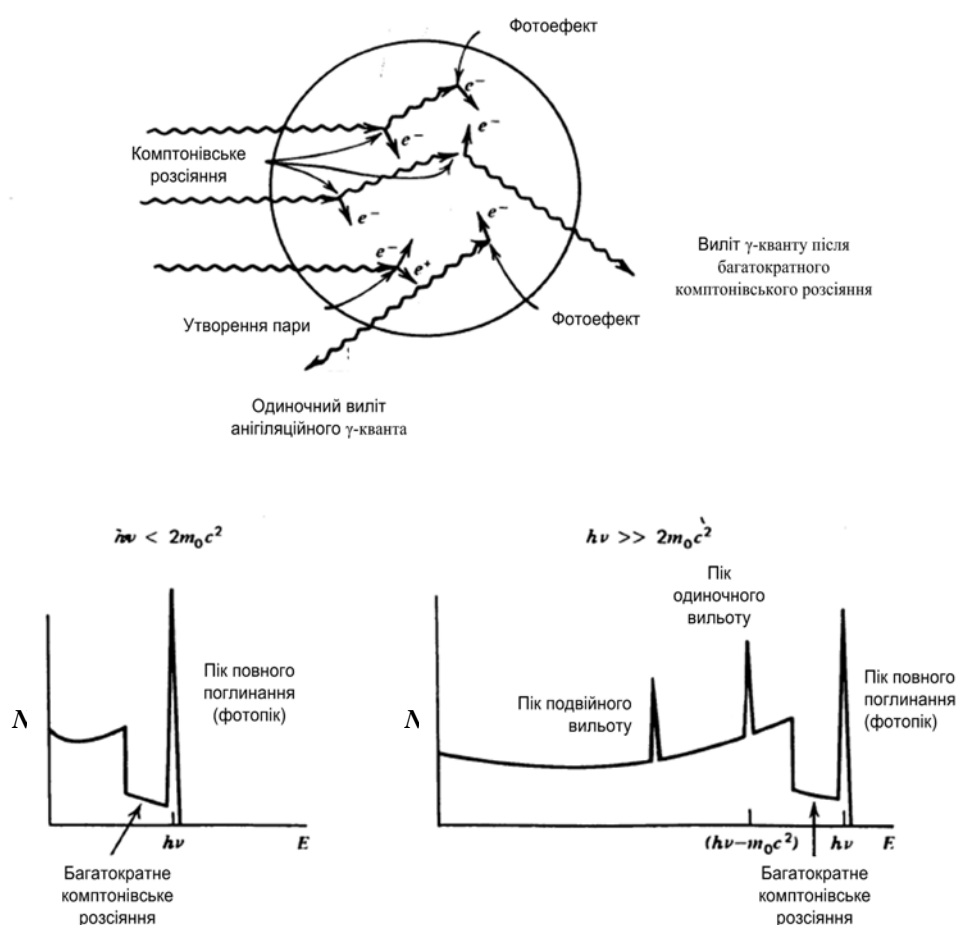 Фотоефект
e⁻
e⁻
e⁻
Комптонівське
розсіяння
e⁻
e⁻
e⁻
e⁺
Виліт γ-кванту після
багатократного
комптонівського розсіяння
Утворення пари
Фотоефект
Одиночний виліт
анігіляційного γ-кванта
hν < 2m₀c²
hν >> 2m₀c²
Пік
одиночного
вильоту
Пік повного
поглинання
(фотопік)
Пік подвійного
вильоту
Пік повного
поглинання
(фотопік)
N
N
hν
E
(hν−m₀c²)
hν
E
Багатократне
комптонівське
розсіяння
Багатократне
комптонівське
розсіяння